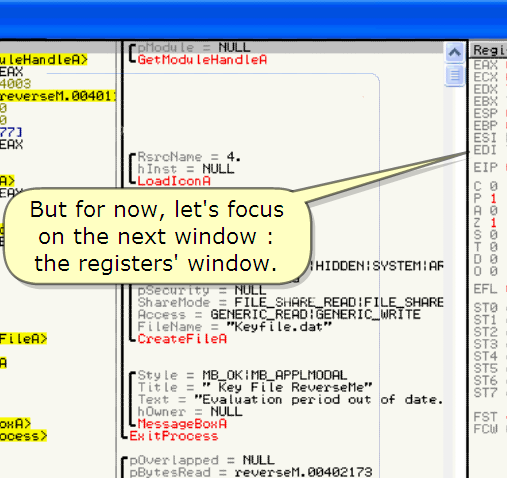 pModule = NULL
GetModuleHandleA
uleHandleA>
EAX
4003
reverseM.00401
0
0
77]
EAX
RsrcName = 4.
hInst = NULL
LoadIconA
A>
EAX
But for now, let's focus
on the next window :
the registers' window.
HIDDEN|SYSTEM|AR
pSecurity = NULL
ShareMode = FILE_SHARE_READ|FILE_SHARE
Access = GENERIC_READ|GENERIC_WRITE
FileName = "Keyfile.dat"
CreateFileA
FileA>
A
Style = MB_OK|MB_APPLMODAL
Title = " Key File ReverseMe"
Text = "Evaluation period out of date.
hOwner = NULL
MessageBoxA
ExitProcess
oxA>
ocess>
pOverlapped = NULL
pBytesRead = reverseM.00402173
Regi
EAX
ECX
EDX
EBX
ESP
EBP
ESI
EDI
EIP
C 0
P 1
A 0
Z 1
S 0
T 0
D 0
O 0
EFL
ST0
ST1
ST2
ST3
ST4
ST5
ST6
ST7
FST
FCW